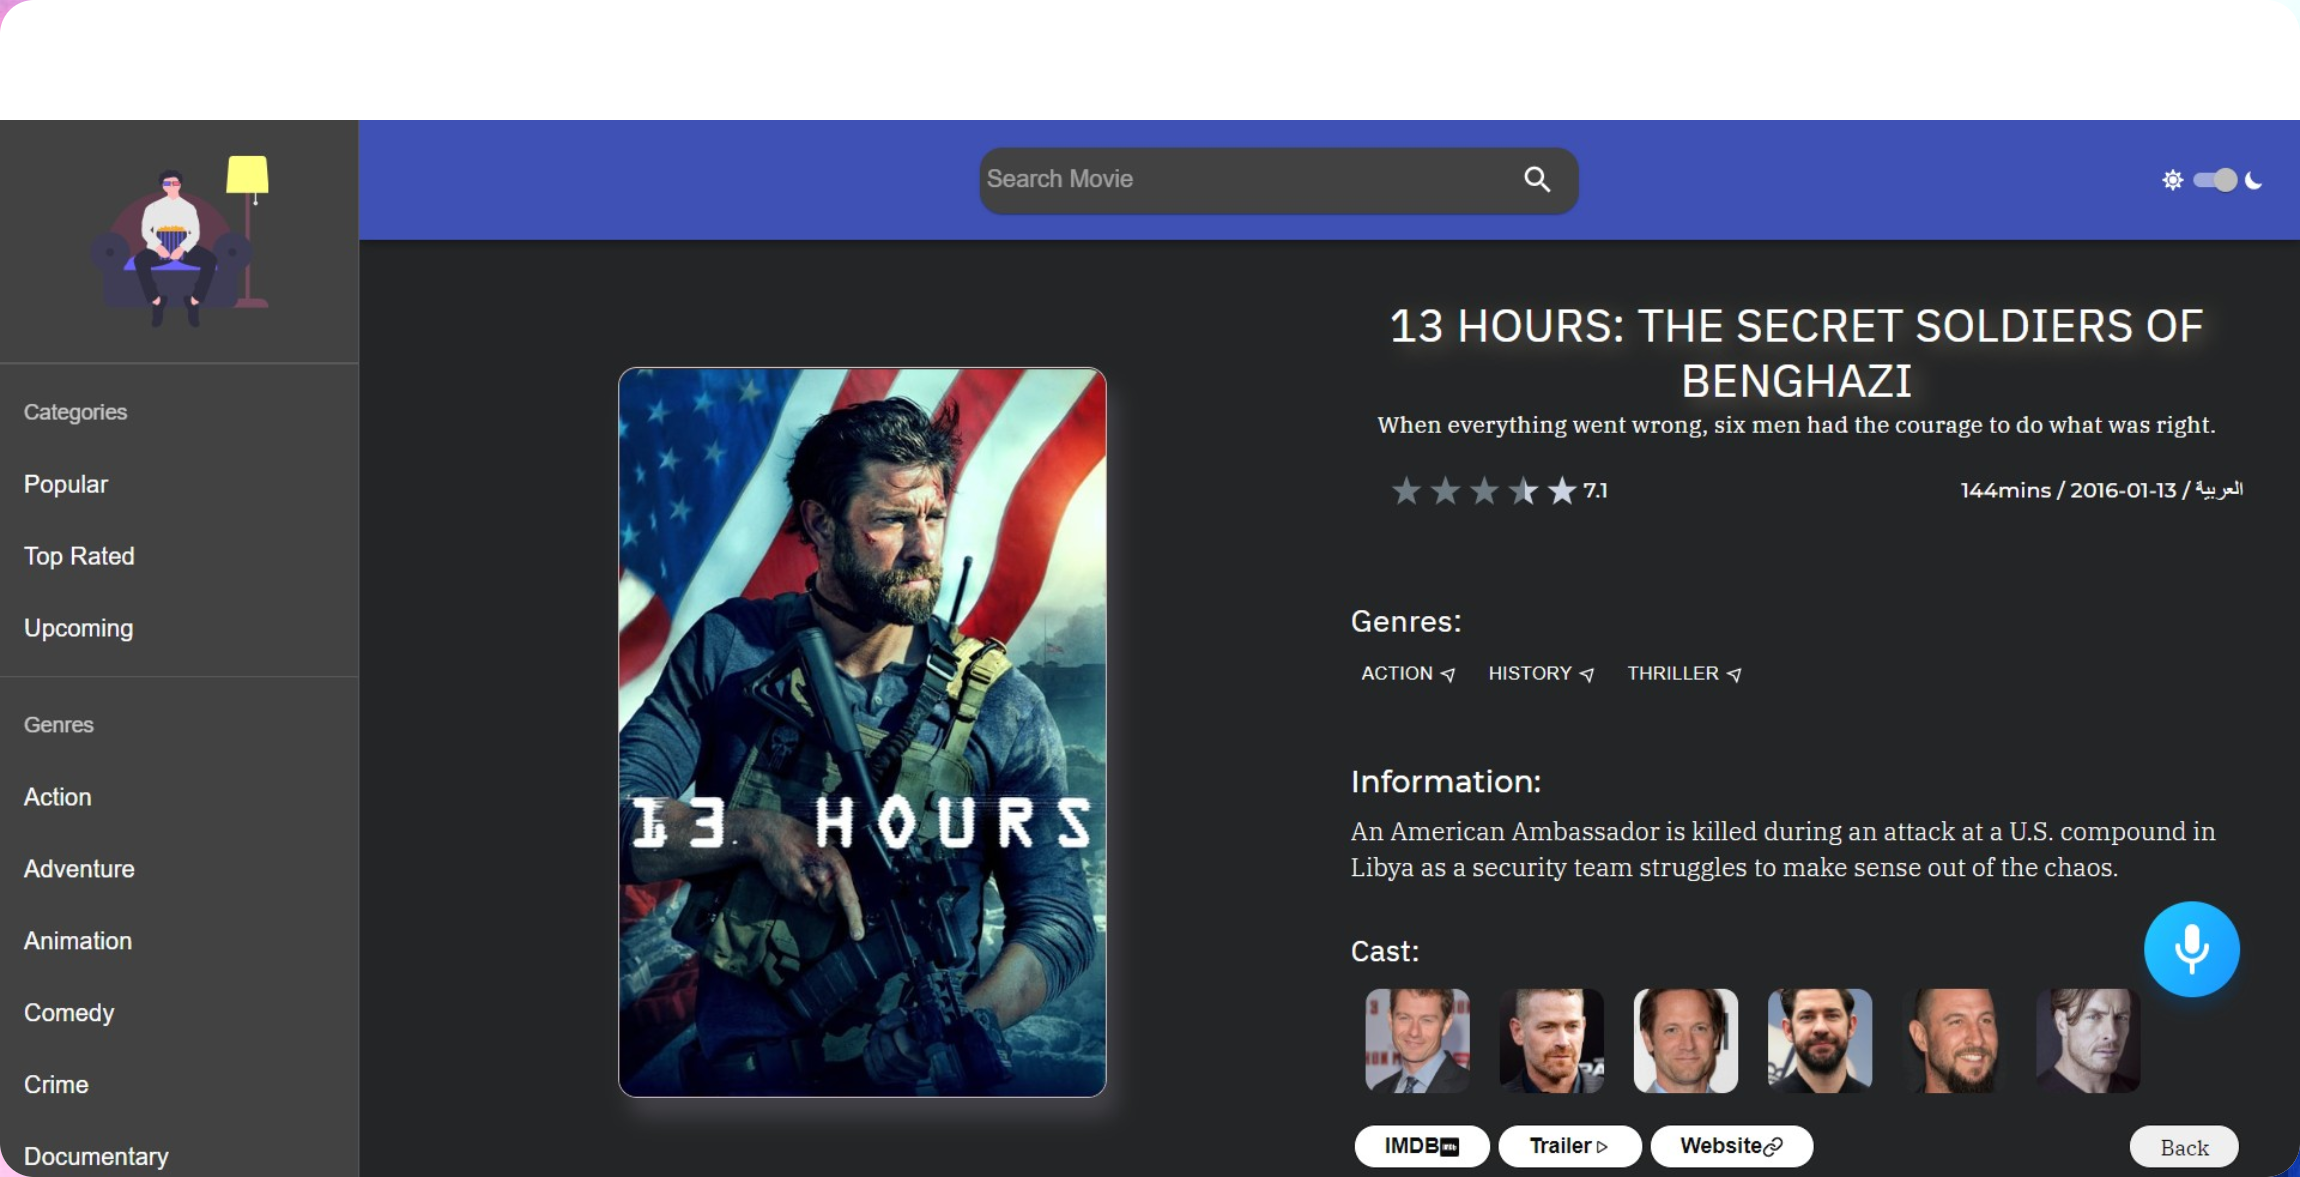 Search Movie
Categories
Popular
Top Rated
Upcoming
Genres
Action
Adventure
Animation
Comedy
Crime
Documentary
13 HOURS
13 HOURS: THE SECRET SOLDIERS OF
BENGHAZI
When everything went wrong, six men had the courage to do what was right.
7.1
144mins / 2016-01-13 / العربية
Genres:
ACTION
HISTORY
THRILLER
Information:
An American Ambassador is killed during an attack at a U.S. compound in
Libya as a security team struggles to make sense out of the chaos.
Cast:
IMDB
Trailer
Website
Back